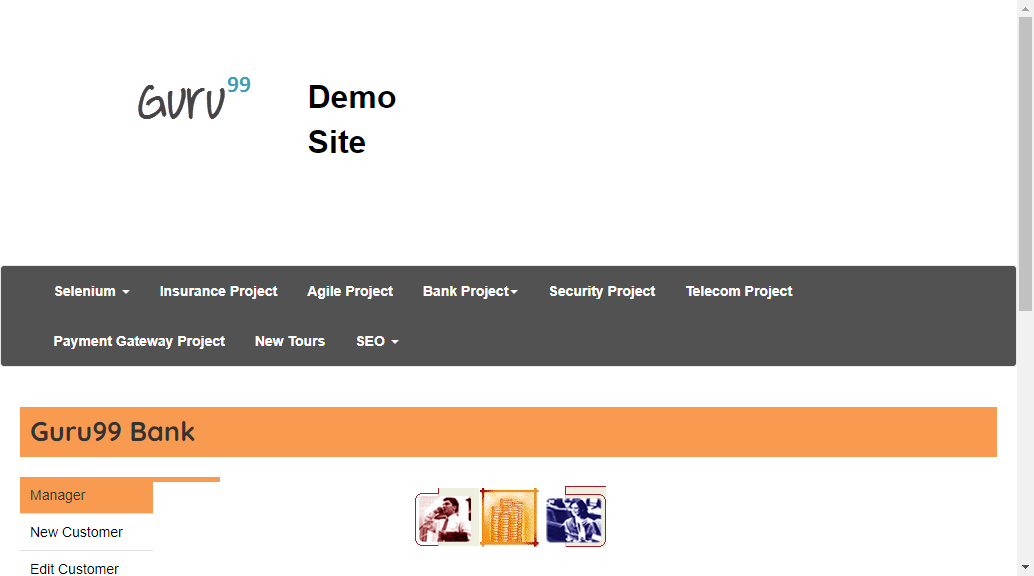 Guru99
Demo
Site
Selenium Insurance Project Agile Project Bank Project Security Project Telecom Project
Payment Gateway Project New Tours SEO
Guru99 Bank
Manager
New Customer
Edit Customer